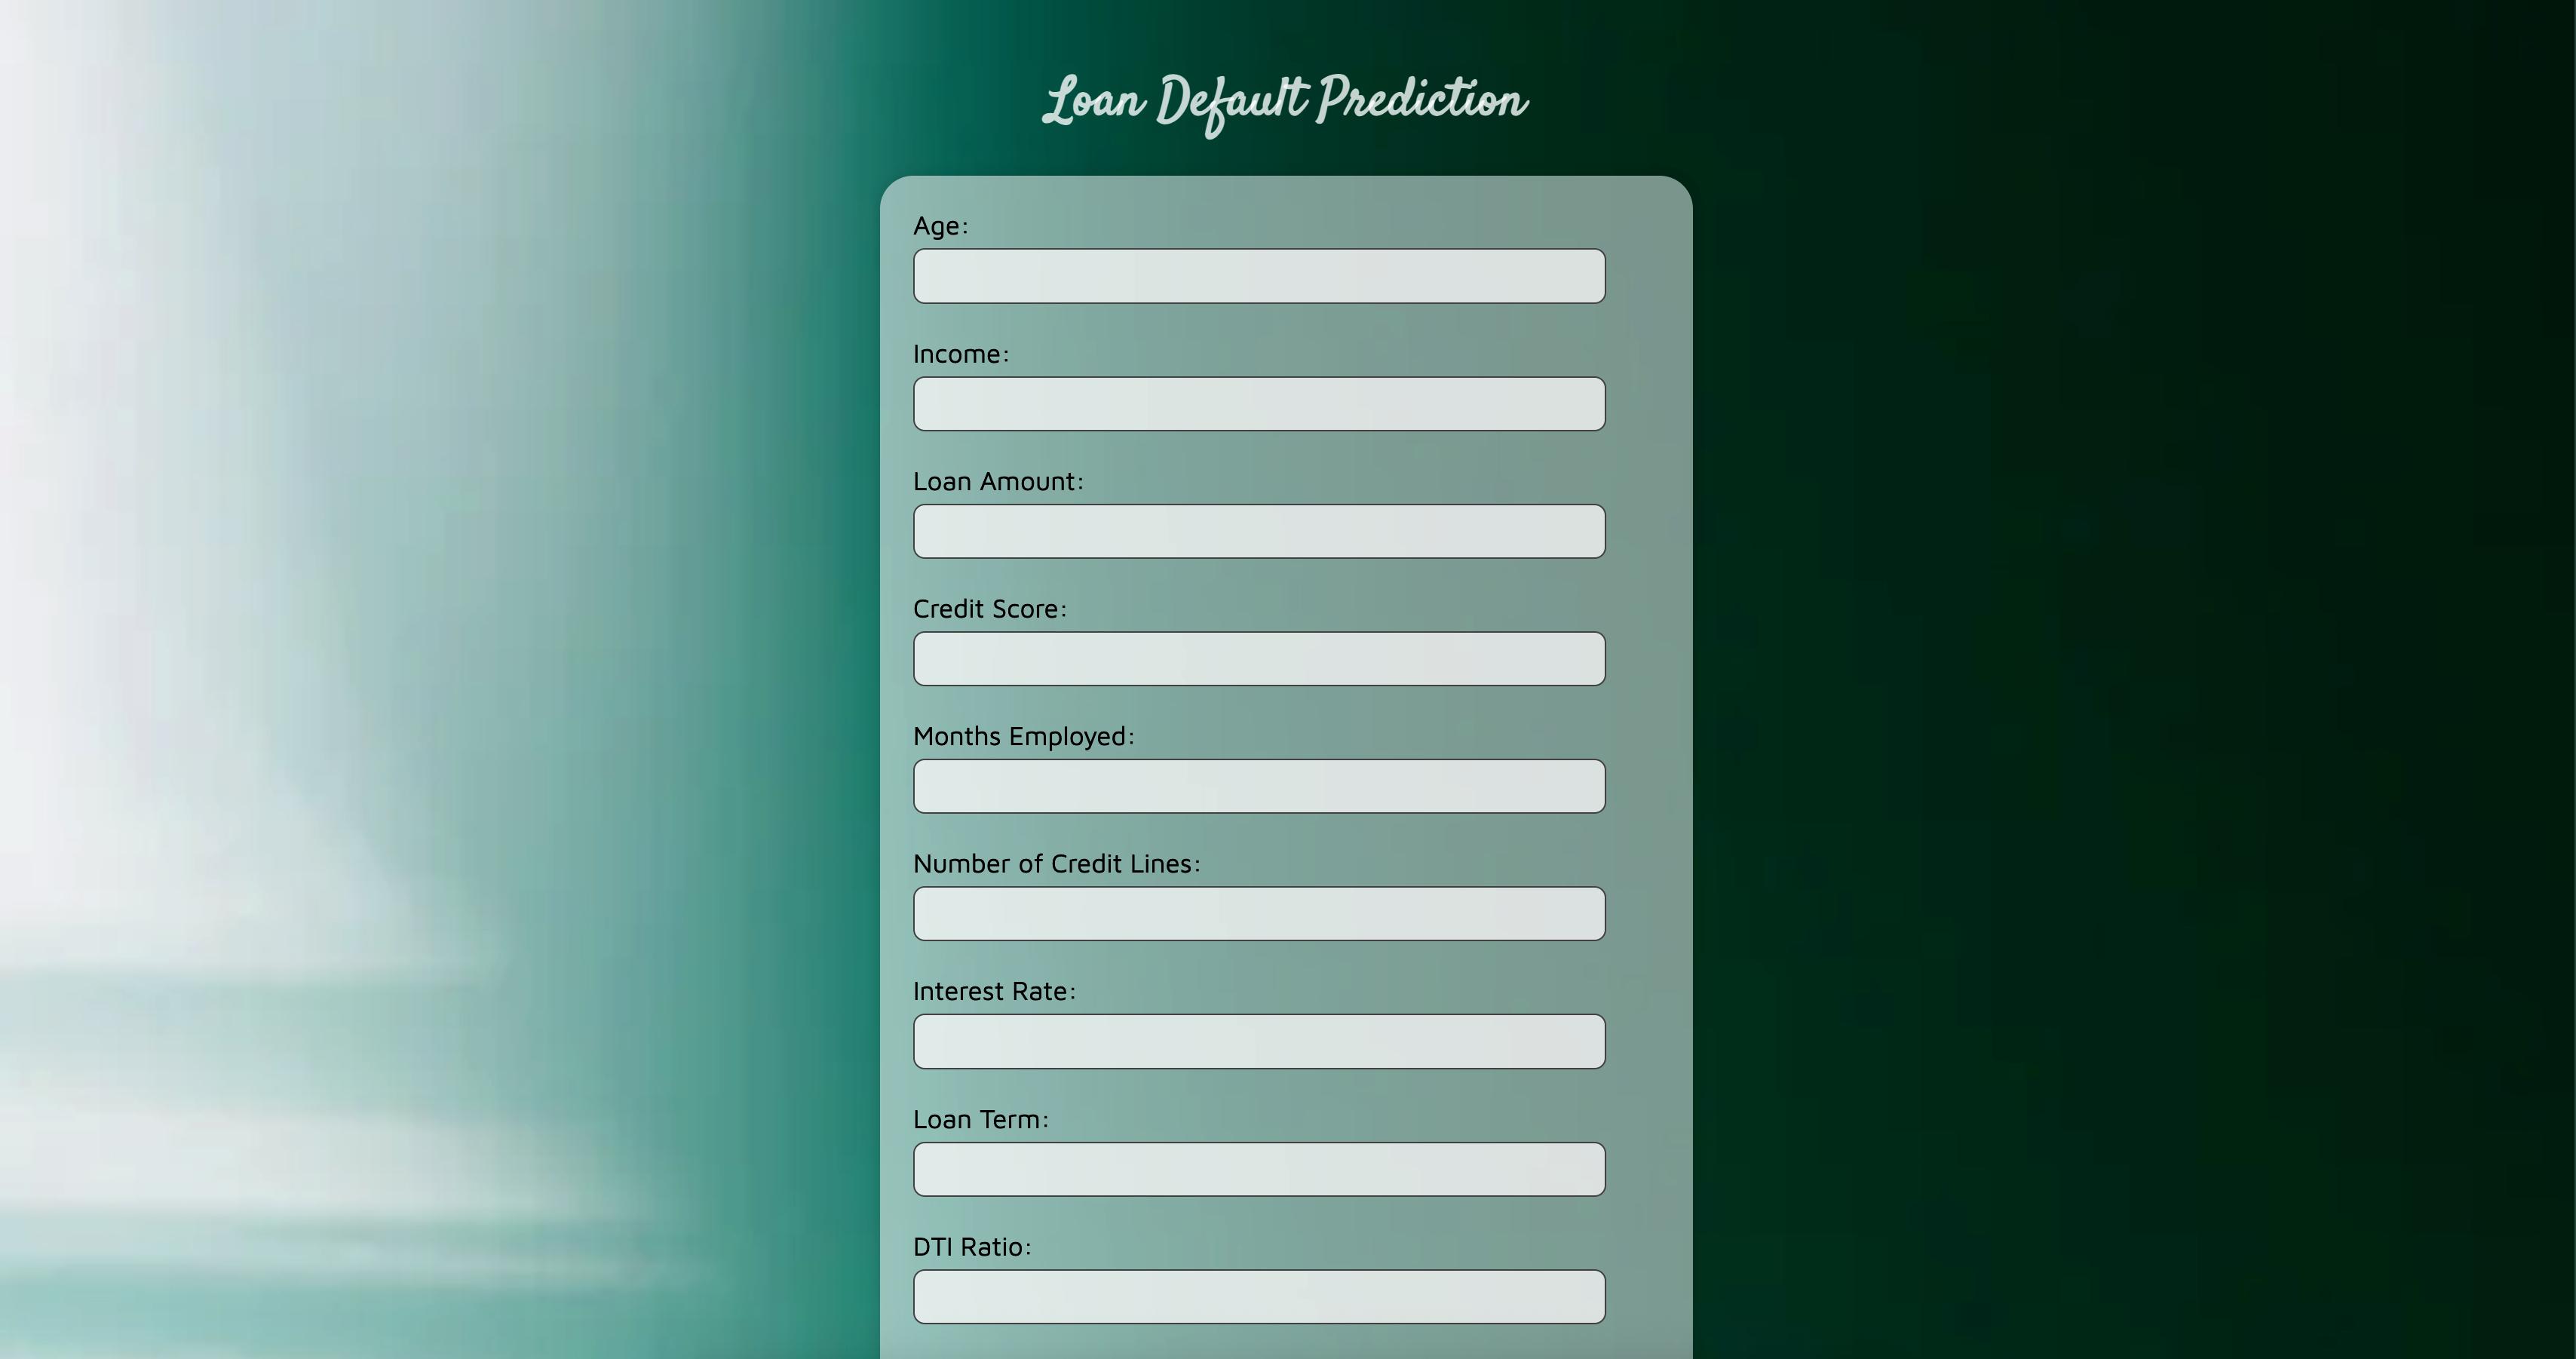 Loan Default Prediction
Age:
Income:
Loan Amount:
Credit Score:
Months Employed:
Number of Credit Lines:
Interest Rate:
Loan Term:
DTI Ratio: